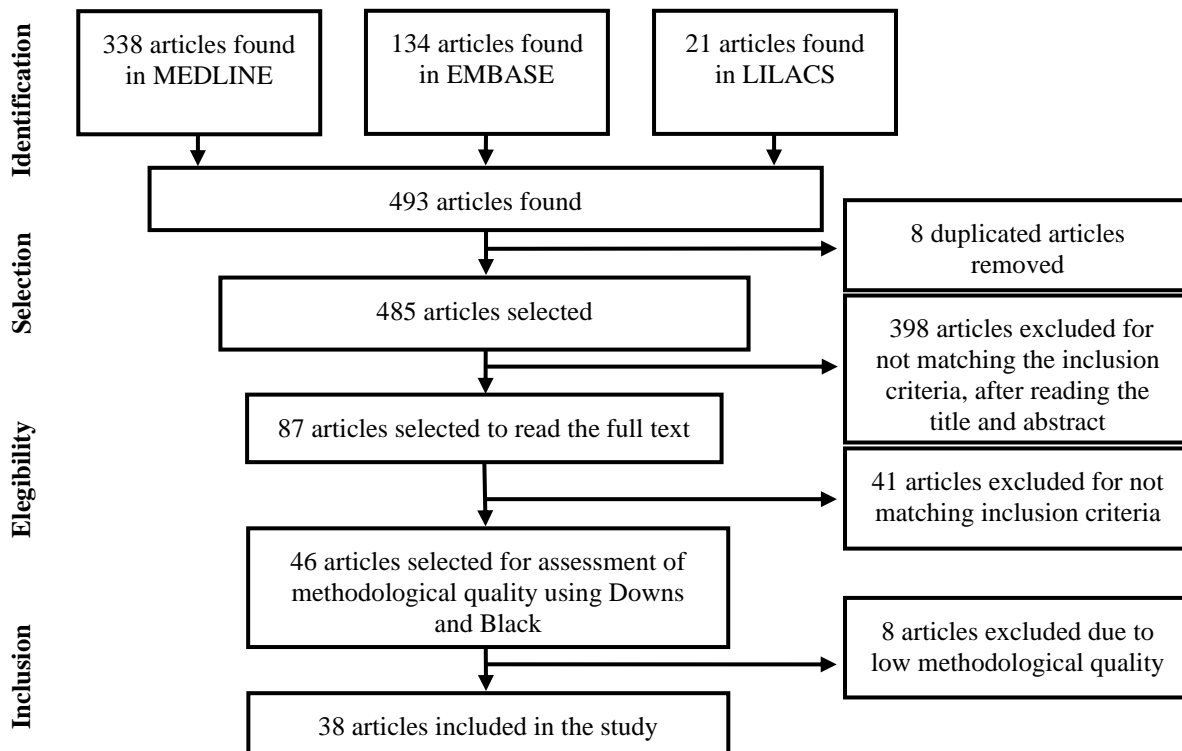 Identification
338 articles found
in MEDLINE
134 articles found
in EMBASE
21 articles found
in LILACS
493 articles found
Selection
8 duplicated articles
removed
485 articles selected
398 articles excluded for
not matching the inclusion
criteria, after reading the
title and abstract
Elegibility
87 articles selected to read the full text
41 articles excluded for not
matching inclusion criteria
46 articles selected for assessment of
methodological quality using Downs
and Black
Inclusion
8 articles excluded due to
low methodological quality
38 articles included in the study